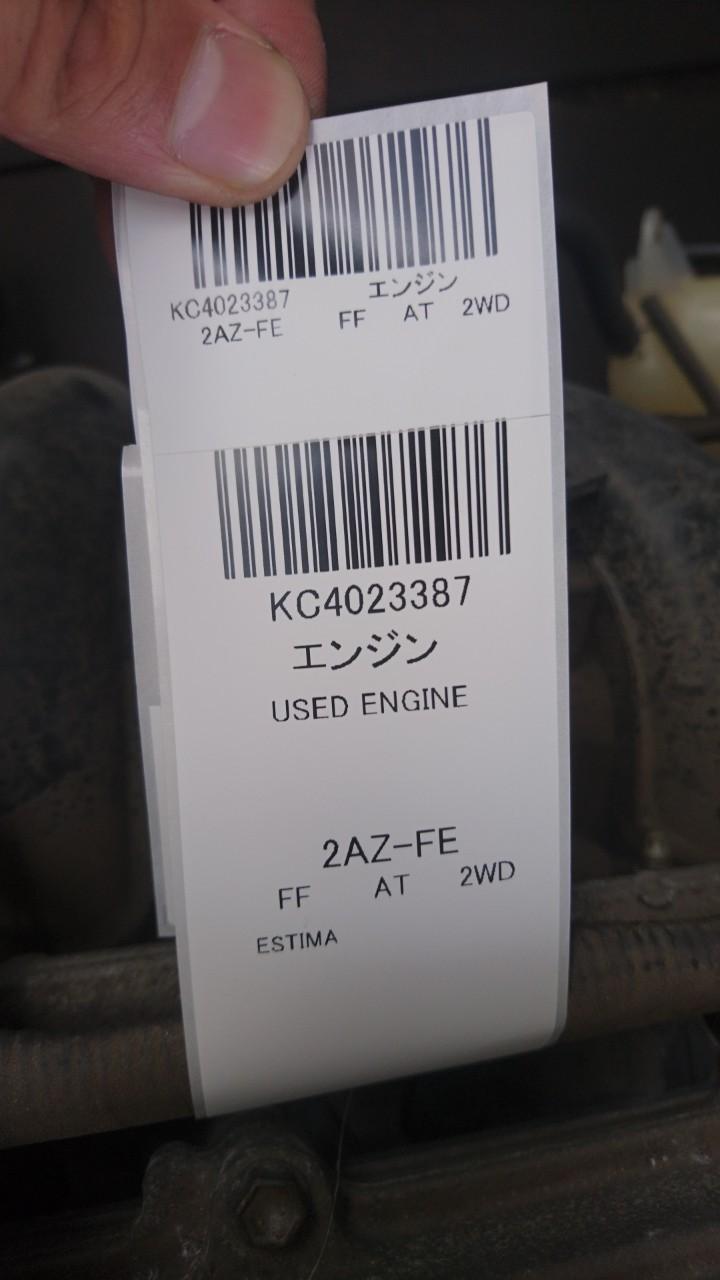 KC4023387 エンジン
2AZ-FE FF AT 2WD
KC4023387
エンジン
USED ENGINE
2AZ-FE
FF AT 2WD
ESTIMA